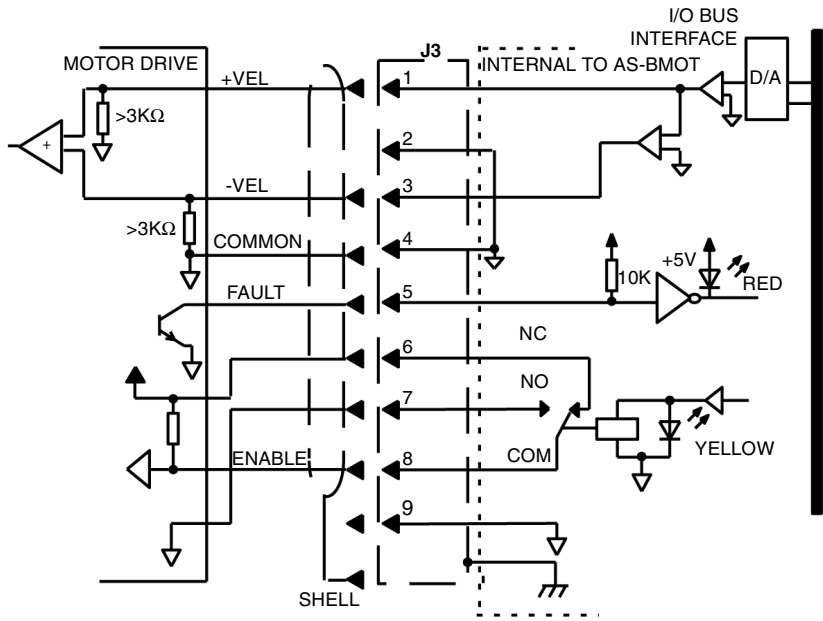 I/O BUS
INTERFACE
J3
MOTOR DRIVE
INTERNAL TO AS-BMOT
D/A
+VEL
1
>3KΩ
2
+
-VEL
3
>3KΩ
COMMON
4
+5V
10K
RED
FAULT
5
NC
6
NO
7
ENABLE
8
COM
YELLOW
9
SHELL